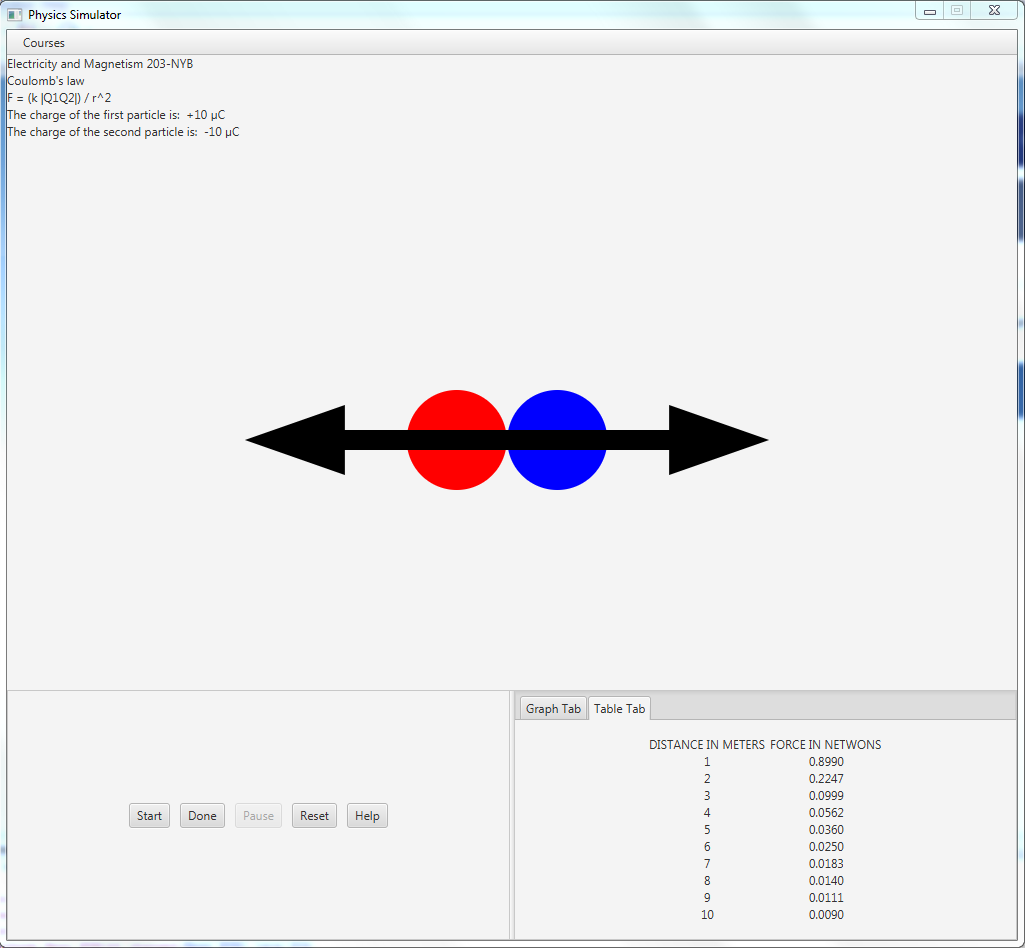 Physics Simulator
Courses
Electricity and Magnetism 203-NYB
Coulomb's law
F = (k |Q1Q2|) / r^2
The charge of the first particle is:  +10 µC
The charge of the second particle is:  -10 µC
Start Done Pause Reset Help
Graph Tab Table Tab
DISTANCE IN METERS FORCE IN NETWONS
1 0.8990
2 0.2247
3 0.0999
4 0.0562
5 0.0360
6 0.0250
7 0.0183
8 0.0140
9 0.0111
10 0.0090